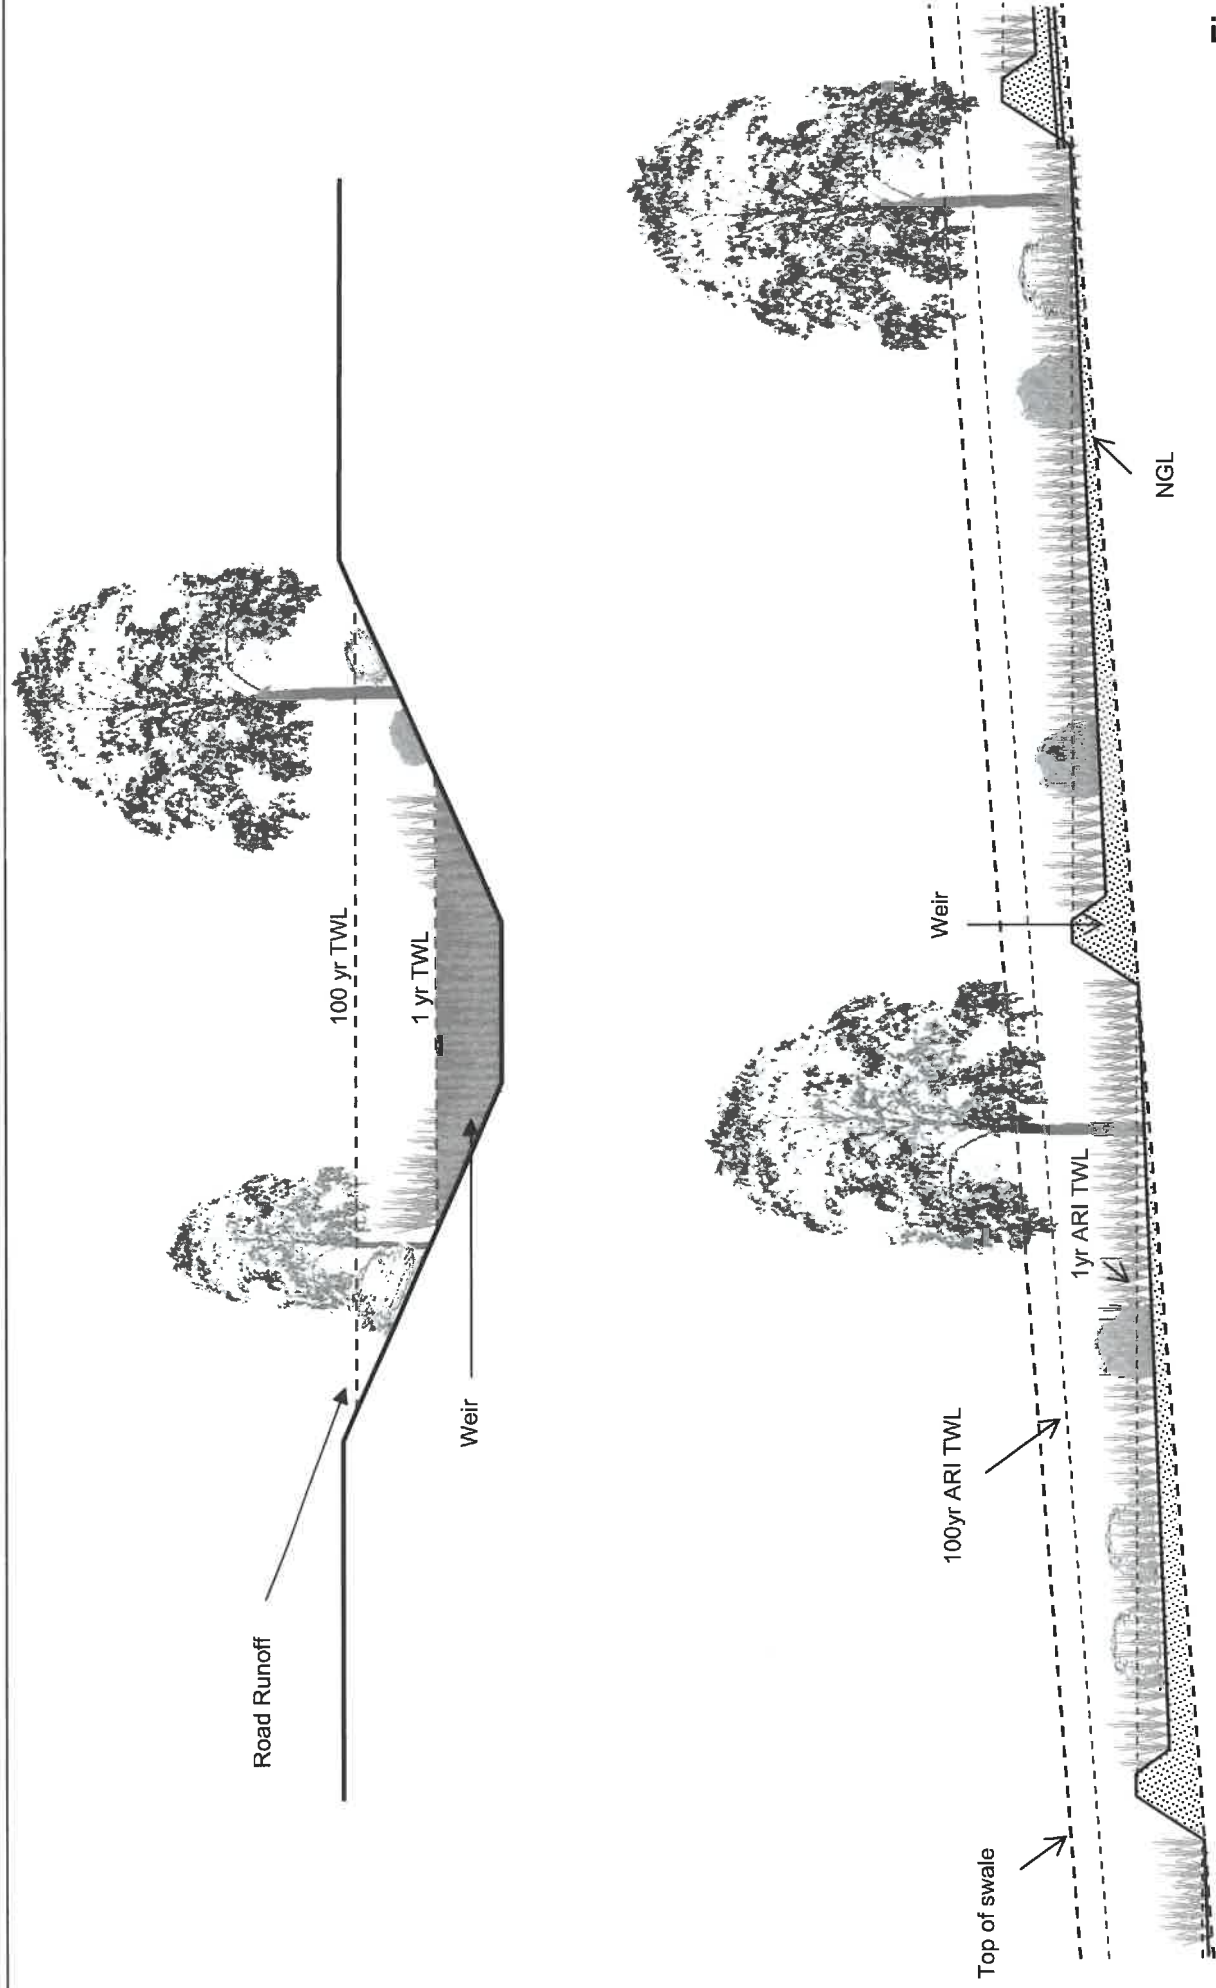 Road Runoff
100 yr TWL
1 yr TWL
Weir
Top of swale
100yr ARI TWL
1yr ARI TWL
Weir
NGL